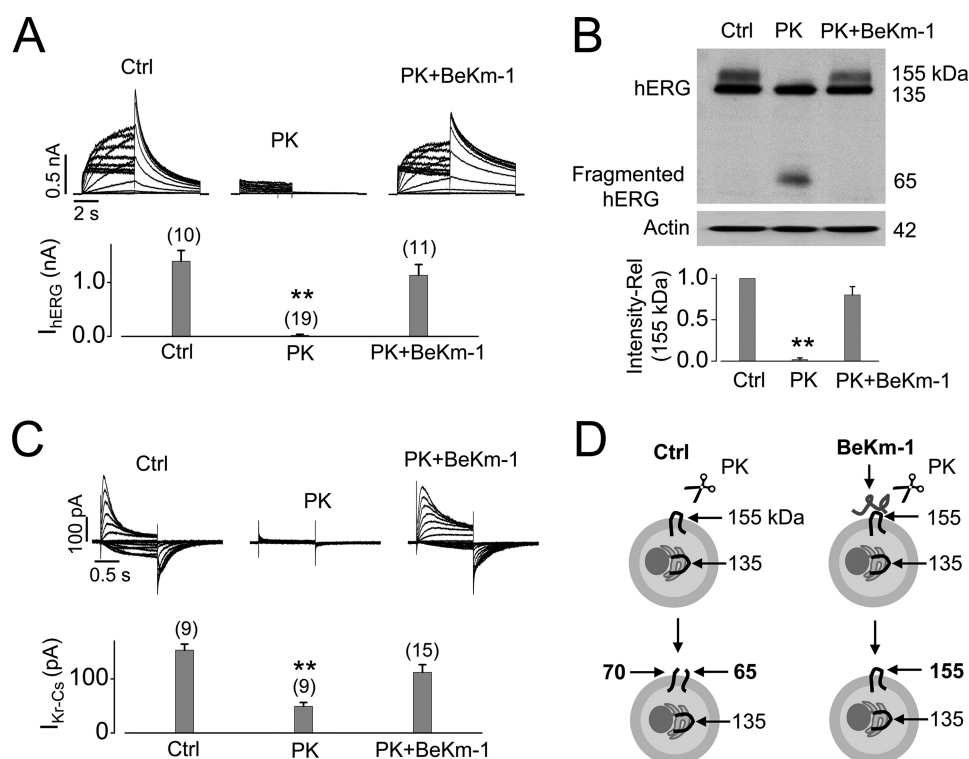 A
Ctrl
PK
PK+BeKm-1
0.5 nA
2 s
I hERG (nA)
1.0
0.0
(10)
**
(19)
(11)
Ctrl PK PK+BeKm-1
B
Ctrl PK PK+BeKm-1
hERG
155 kDa
135
Fragmented
hERG
65
Actin
42
Intensity-Rel
(155 kDa)
1.0
0.5
0.0
**
Ctrl PK PK+BeKm-1
C
Ctrl
PK
PK+BeKm-1
100 pA
0.5 s
I Kr-Cs (pA)
100
0
(9)
**
(9)
(15)
Ctrl PK PK+BeKm-1
D
Ctrl
PK
155 kDa
135
70
65
135
BeKm-1
PK
155
135
155
135